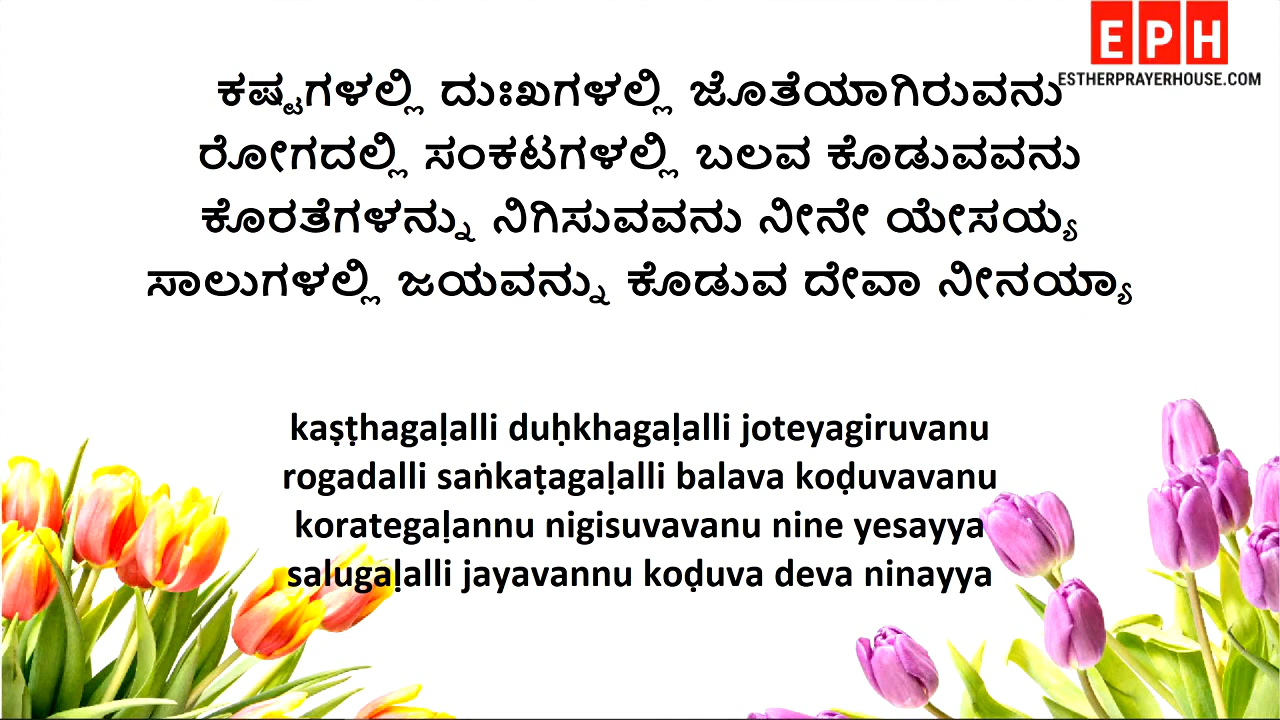 EPH
ESTHERPRAYERHOUSE.COM
ಕಷ್ಟಗಳಲ್ಲಿ ದುಃಖಗಳಲ್ಲಿ ಜೊತೆಯಾಗಿರುವನು
ರೋಗದಲ್ಲಿ ಸಂಕಟಗಳಲ್ಲಿ ಬಲವ ಕೊಡುವವನು
ಕೊರತೆಗಳನ್ನು ನಿಗಿಸುವವನು ನೀನೇ ಯೇಸಯ್ಯ
ಸಾಲುಗಳಲ್ಲಿ ಜಯವನ್ನು ಕೊಡುವ ದೇವಾ ನೀನಯ್ಯಾ
kaṣṭhagaḷalli duḥkhagaḷalli joteyagiruvanu
rogadalli saṅkaṭagaḷalli balava koḍuvavanu
korategaḷannu nigisuvavanu nine yesayya
salugaḷalli jayavannu koḍuva deva ninayya